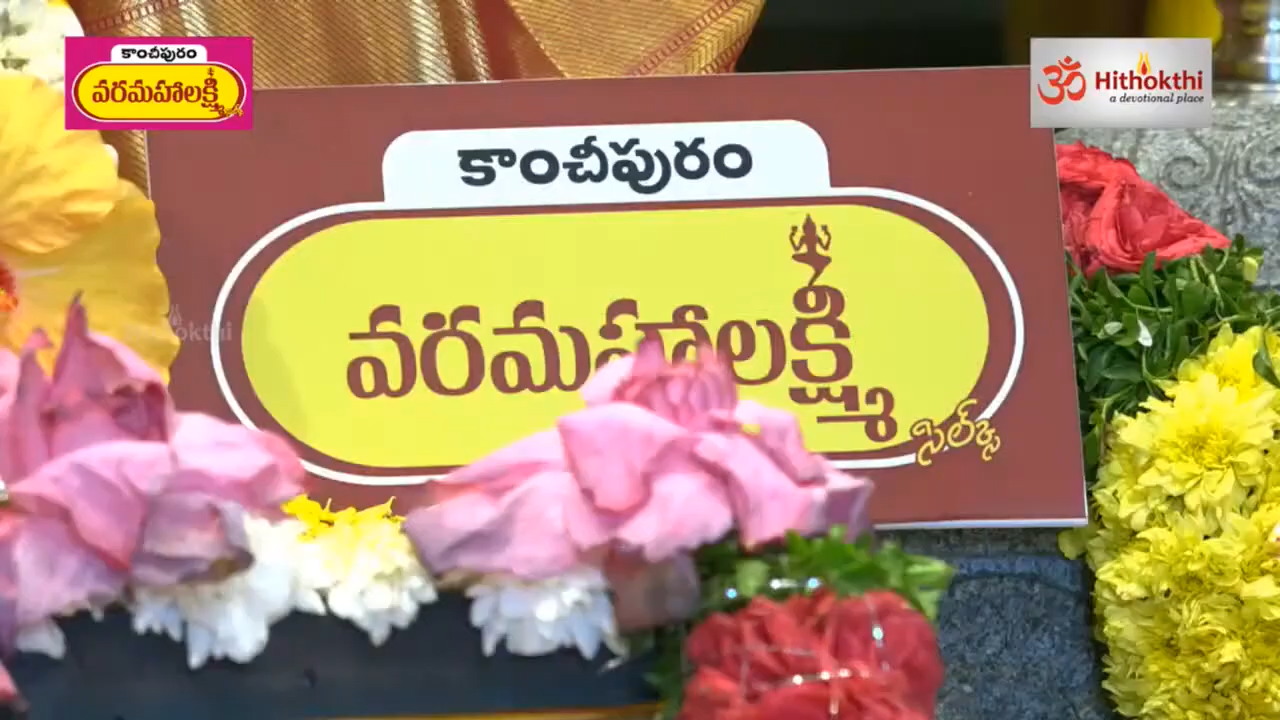 కాంచీపురం
వరమహాలక్ష్మి
సిల్క్స్
Hithokthi
a devotional place
కాంచీపురం
వరమహాలక్ష్మి
సిల్క్స్